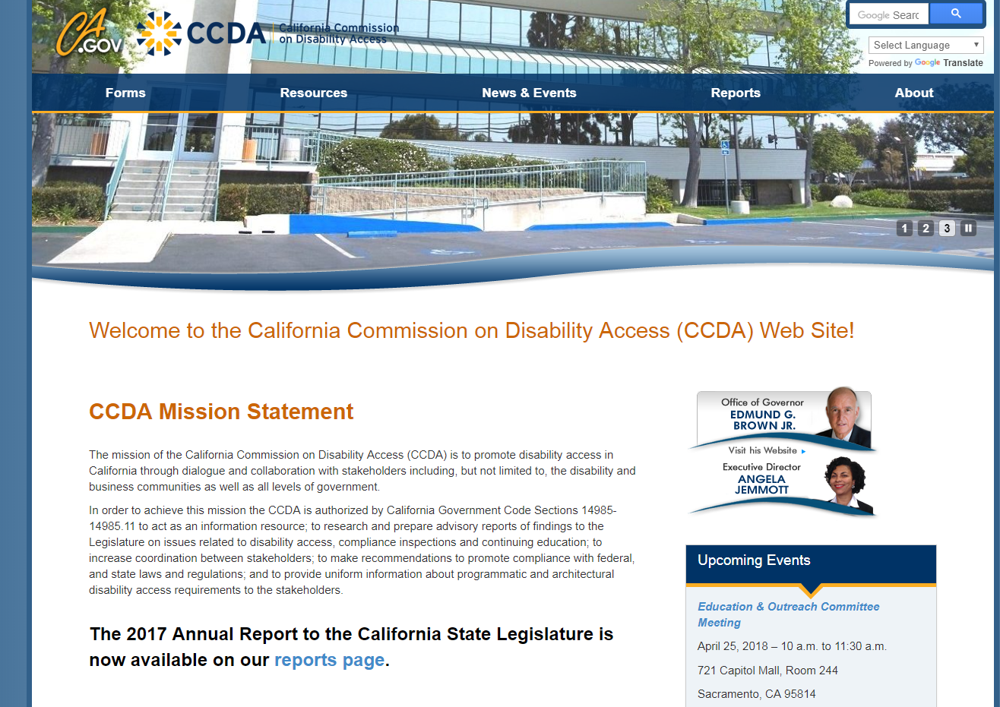 CA
.GOV
CCDA
California Commission
on Disability Access
Google Searc
Select Language
Powered by Google Translate
Forms
Resources
News & Events
Reports
About
1 2 3
Welcome to the California Commission on Disability Access (CCDA) Web Site!
CCDA Mission Statement
The mission of the California Commission on Disability Access (CCDA) is to promote disability access in
California through dialogue and collaboration with stakeholders including, but not limited to, the disability and
business communities as well as all levels of government.
In order to achieve this mission the CCDA is authorized by California Government Code Sections 14985-
14985.11 to act as an information resource; to research and prepare advisory reports of findings to the
Legislature on issues related to disability access, compliance inspections and continuing education; to
increase coordination between stakeholders; to make recommendations to promote compliance with federal,
and state laws and regulations; and to provide uniform information about programmatic and architectural
disability access requirements to the stakeholders.
The 2017 Annual Report to the California State Legislature is
now available on our reports page.
Office of Governor
EDMUND G.
BROWN JR.
Visit his Website
Executive Director
ANGELA
JEMMOTT
Upcoming Events
Education & Outreach Committee
Meeting
April 25, 2018 – 10 a.m. to 11:30 a.m.
721 Capitol Mall, Room 244
Sacramento, CA 95814